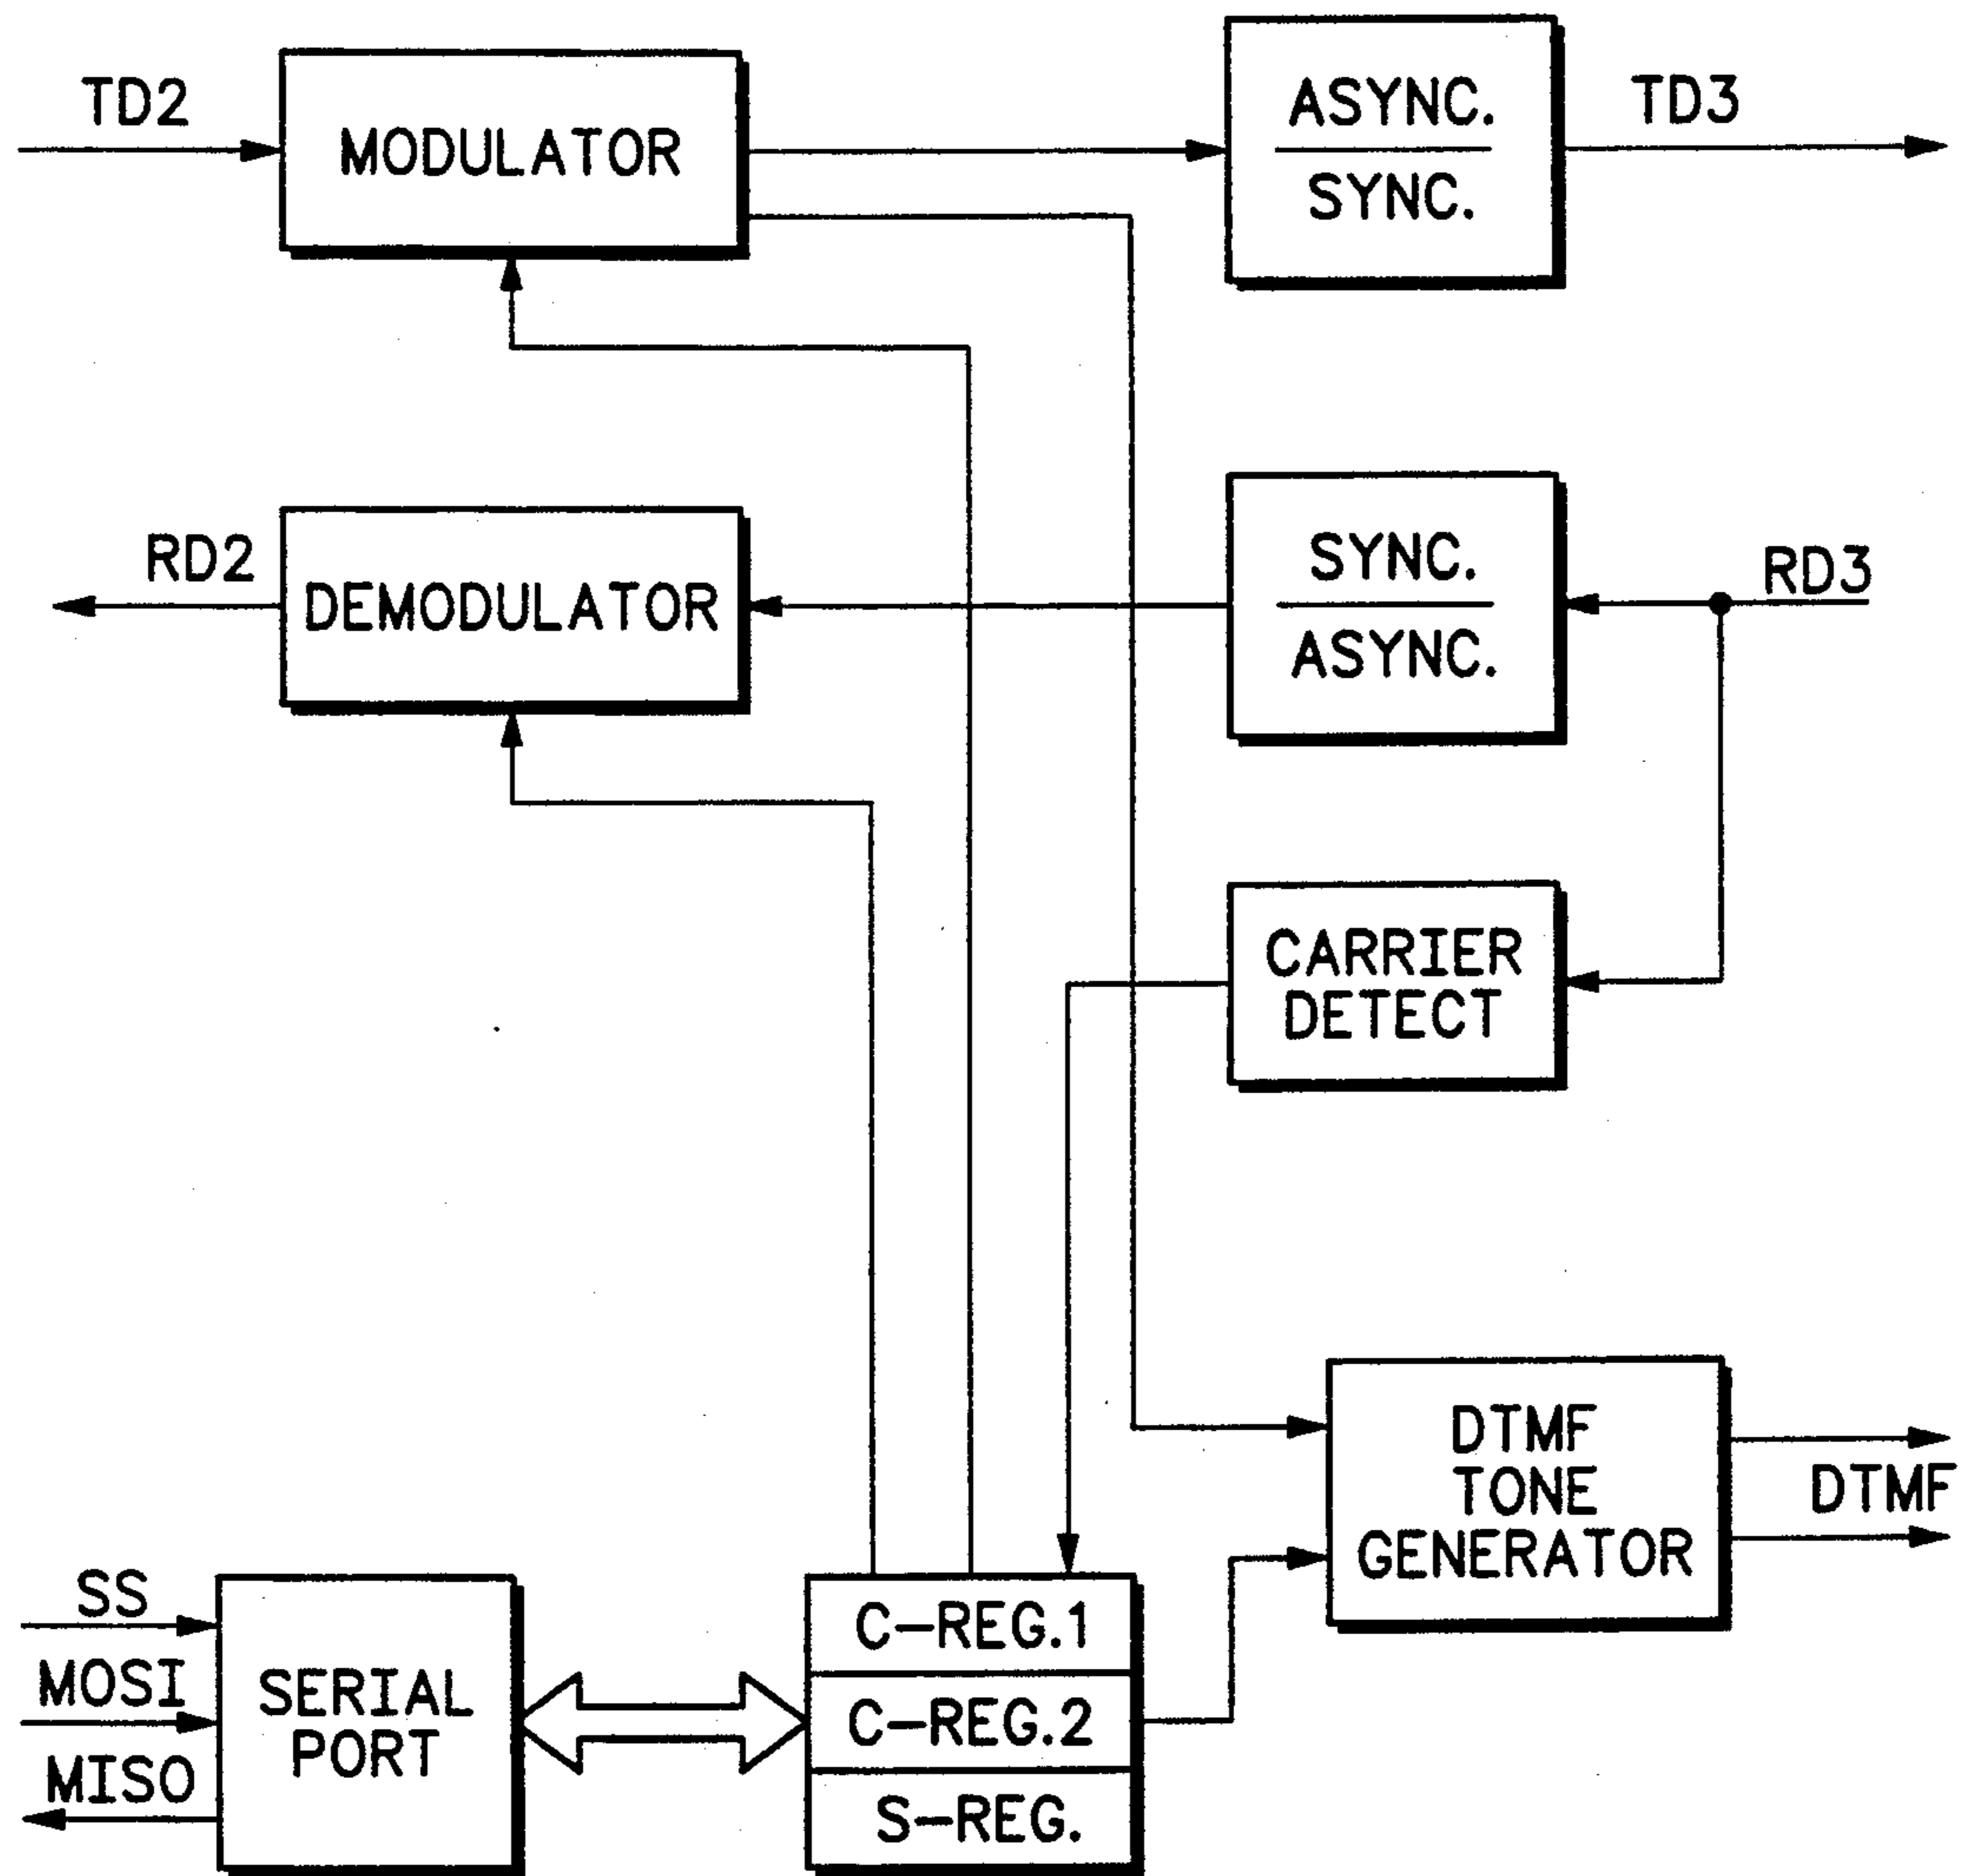 TD2
MODULATOR
ASYNC.
SYNC.
TD3
RD2
DEMODULATOR
SYNC.
ASYNC.
RD3
CARRIER
DETECT
DTMF
TONE
GENERATOR
DTMF
SS
MOSI
MISO
SERIAL
PORT
C-REG.1
C-REG.2
S-REG.